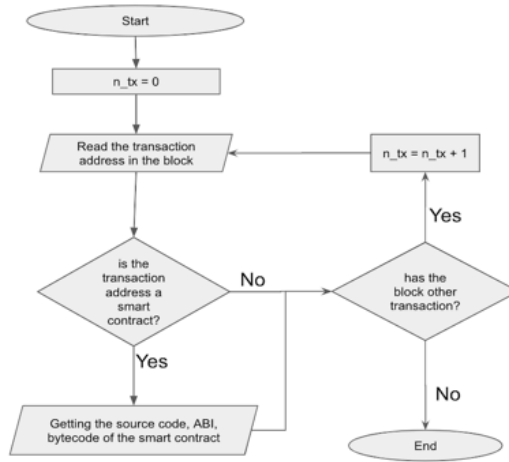 Start
n_tx = 0
Read the transaction
address in the block
n_tx = n_tx + 1
Yes
is the
transaction
address a
smart
contract?
No
has the
block other
transaction?
Yes
No
Getting the source code, ABI,
bytecode of the smart contract
End